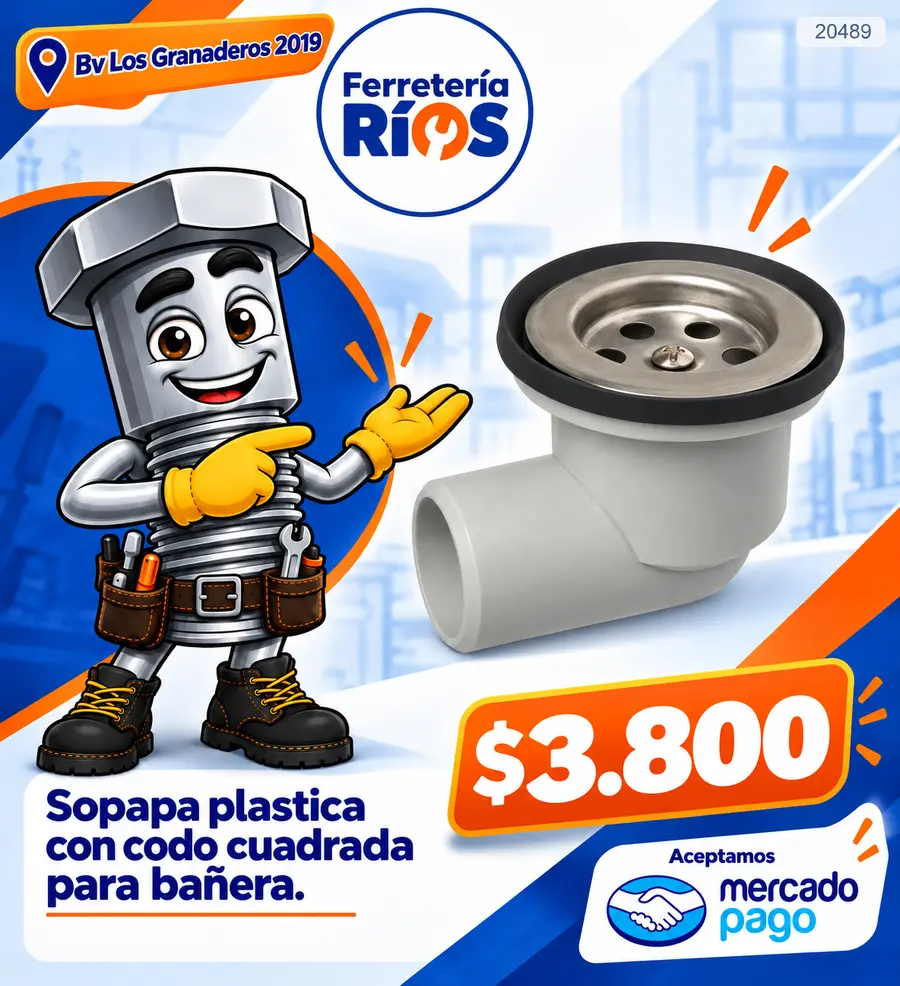 Bv Los Granaderos 2019
Ferretería
Ríos
20489
$3.800
Sopapa plastica
con codo cuadrada
para bañera.
Aceptamos
mercado
pago